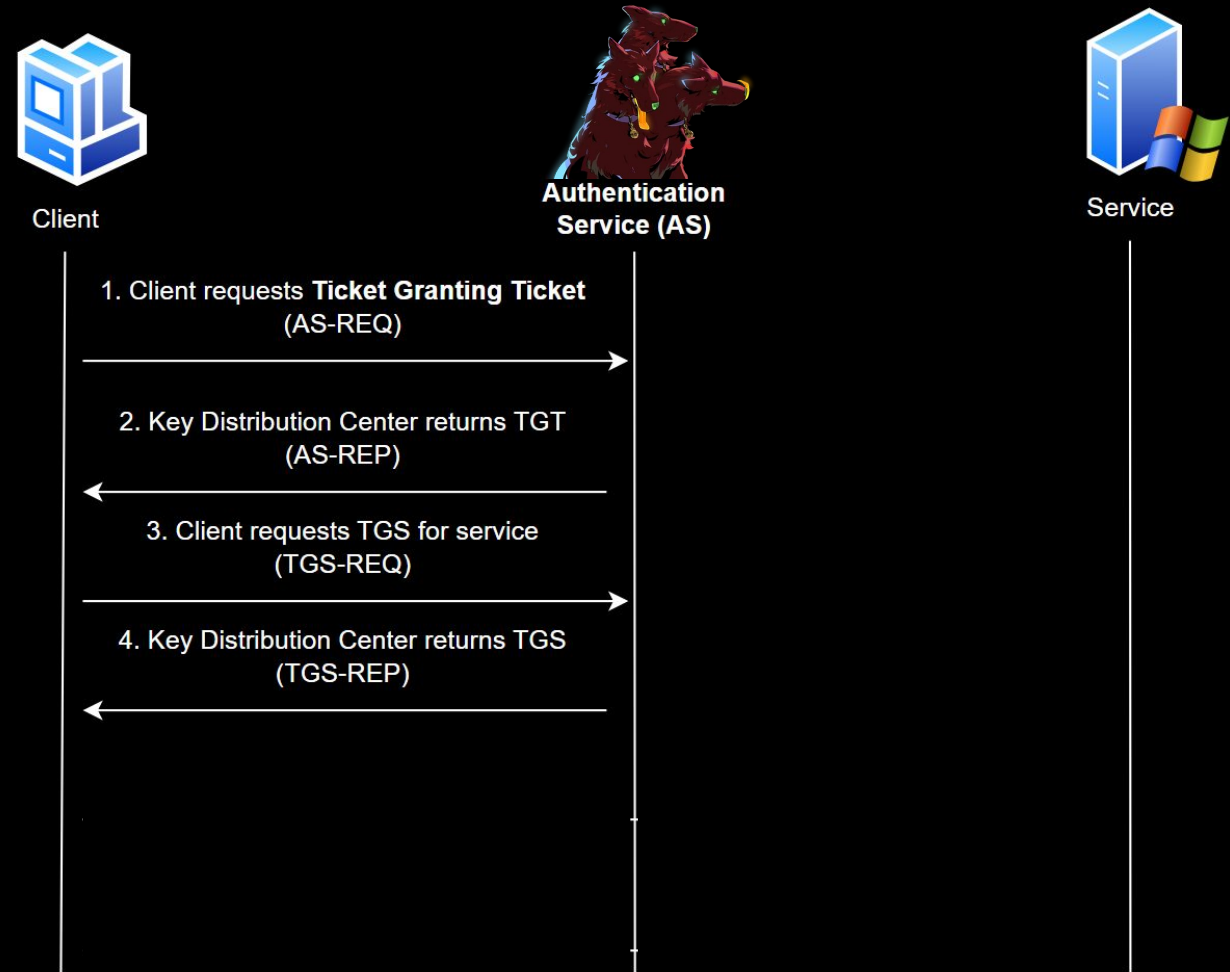 Client
Authentication
Service (AS)
Service
1. Client requests Ticket Granting Ticket
(AS-REQ)
2. Key Distribution Center returns TGT
(AS-REP)
3. Client requests TGS for service
(TGS-REQ)
4. Key Distribution Center returns TGS
(TGS-REP)